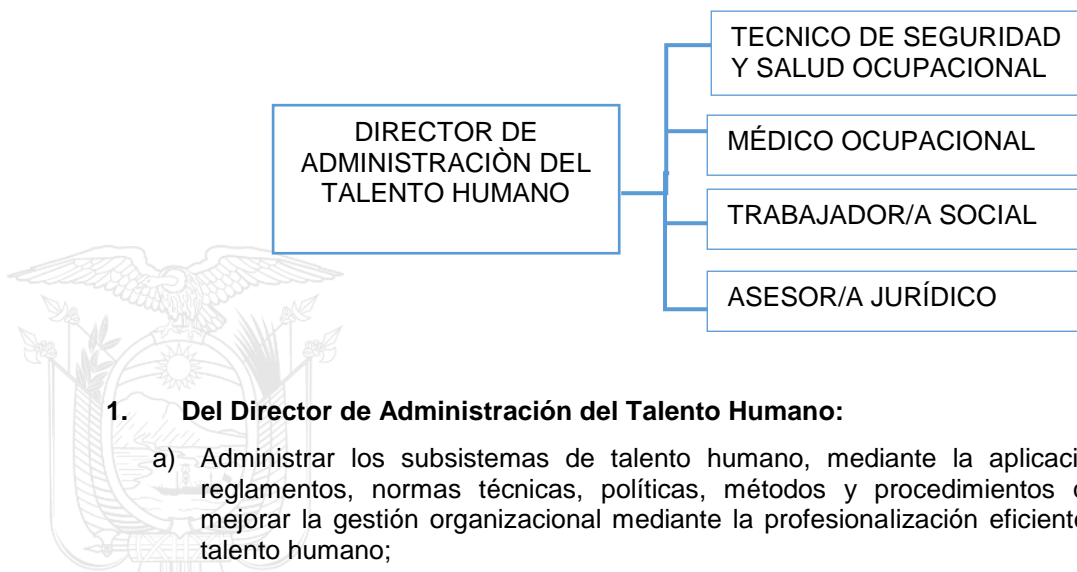 TECNICO DE SEGURIDAD
Y SALUD OCUPACIONAL
DIRECTOR DE
ADMINISTRACIÒN DEL
TALENTO HUMANO
MÉDICO OCUPACIONAL
TRABAJADOR/A SOCIAL
ASESOR/A JURÍDICO
1. Del Director de Administración del Talento Humano:
a) Administrar los subsistemas de talento humano, mediante la
reglamentos, normas técnicas, políticas, métodos y procedimientos
mejorar la gestión organizacional mediante la profesionalización
talento humano;